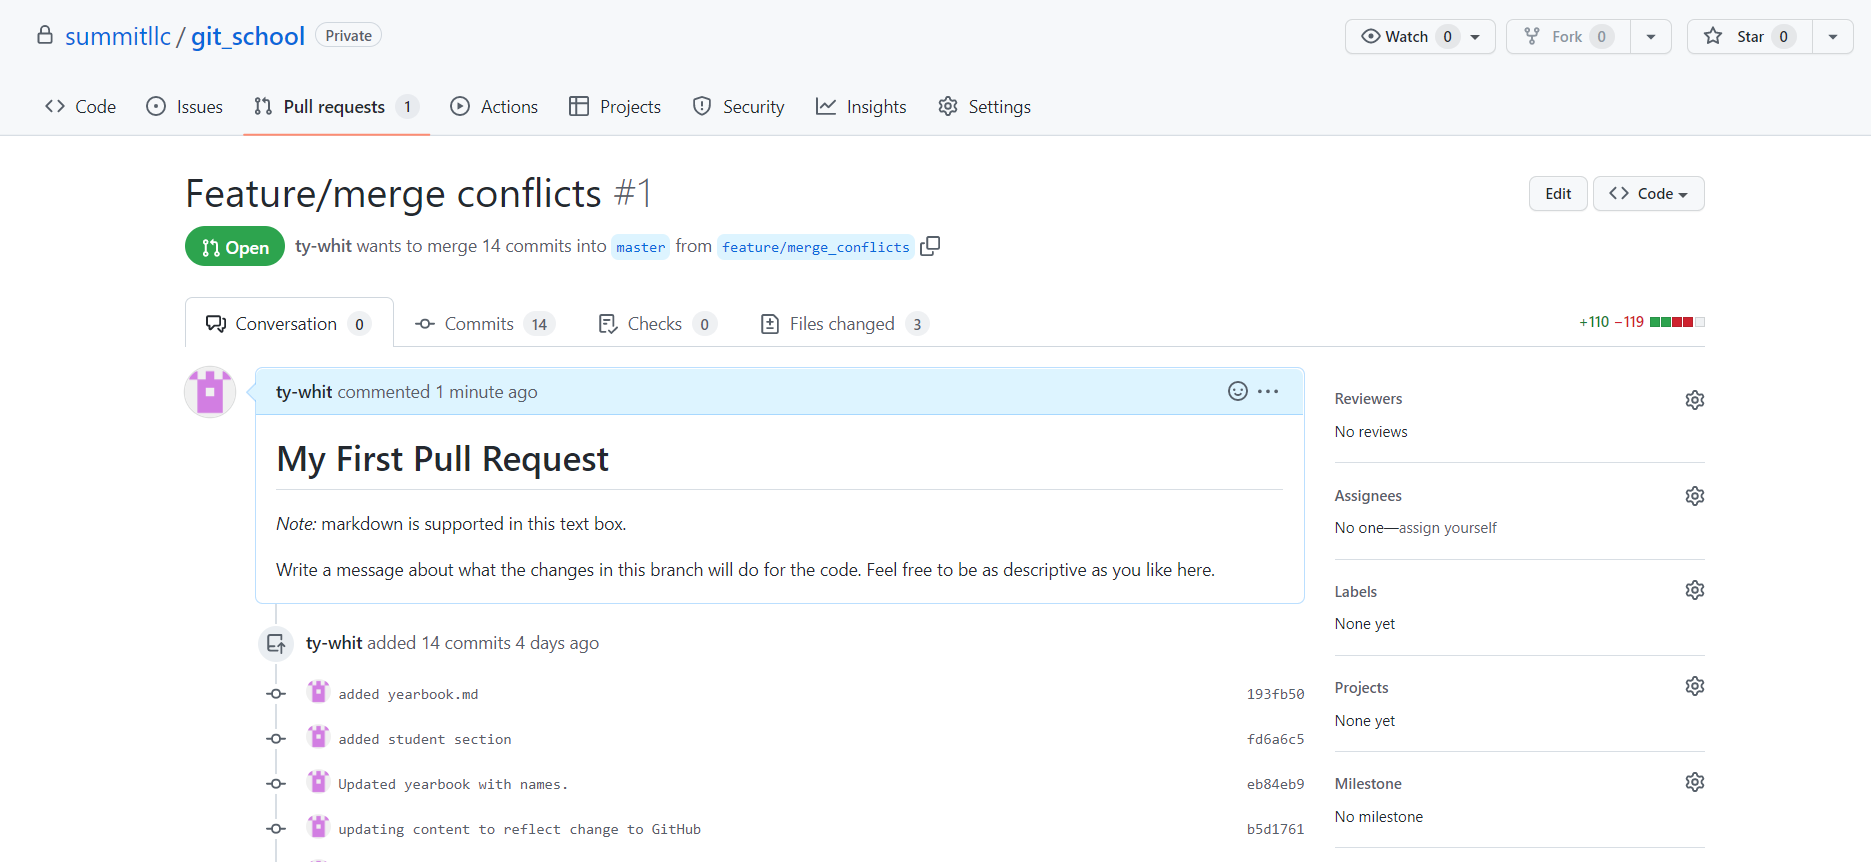 summitllc / git_school Private
Watch 0 Fork 0 Star 0
Code Issues Pull requests 1 Actions Projects Security Insights Settings
Feature/merge conflicts #1
Edit Code
Open ty-whit wants to merge 14 commits into master from feature/merge_conflicts
Conversation 0 Commits 14 Checks 0 Files changed 3
+110 −119
ty-whit commented 1 minute ago
My First Pull Request
Note: markdown is supported in this text box.
Write a message about what the changes in this branch will do for the code. Feel free to be as descriptive as you like here.
ty-whit added 14 commits 4 days ago
added yearbook.md 193fb50
added student section fd6a6c5
Updated yearbook with names. eb84eb9
updating content to reflect change to GitHub b5d1761
Reviewers
No reviews
Assignees
No one—assign yourself
Labels
None yet
Projects
None yet
Milestone
No milestone